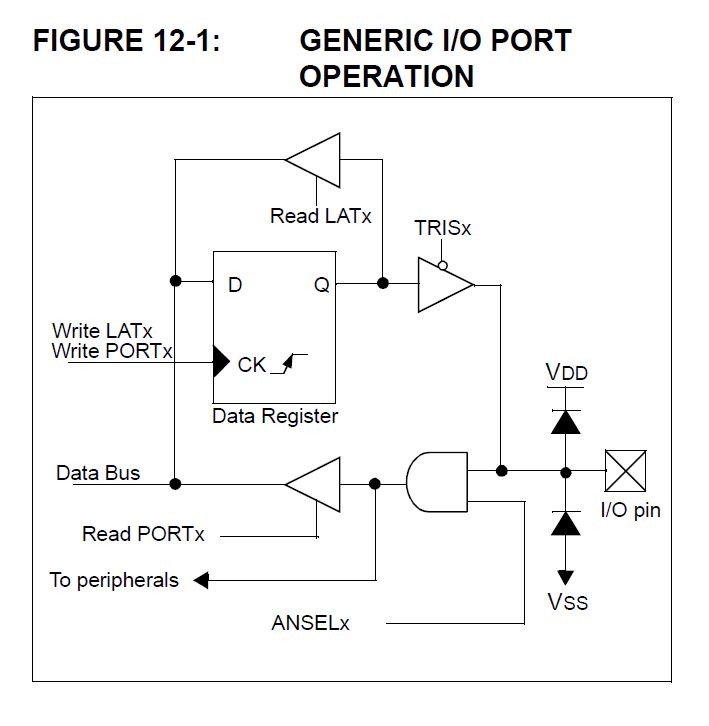 FIGURE 12-1: GENERIC I/O PORT
OPERATION
Read LATx
TRISx
D Q
Write LATx
Write PORTx
CK
VDD
Data Register
Data Bus
I/O pin
Read PORTx
To peripherals
VSS
ANSELx